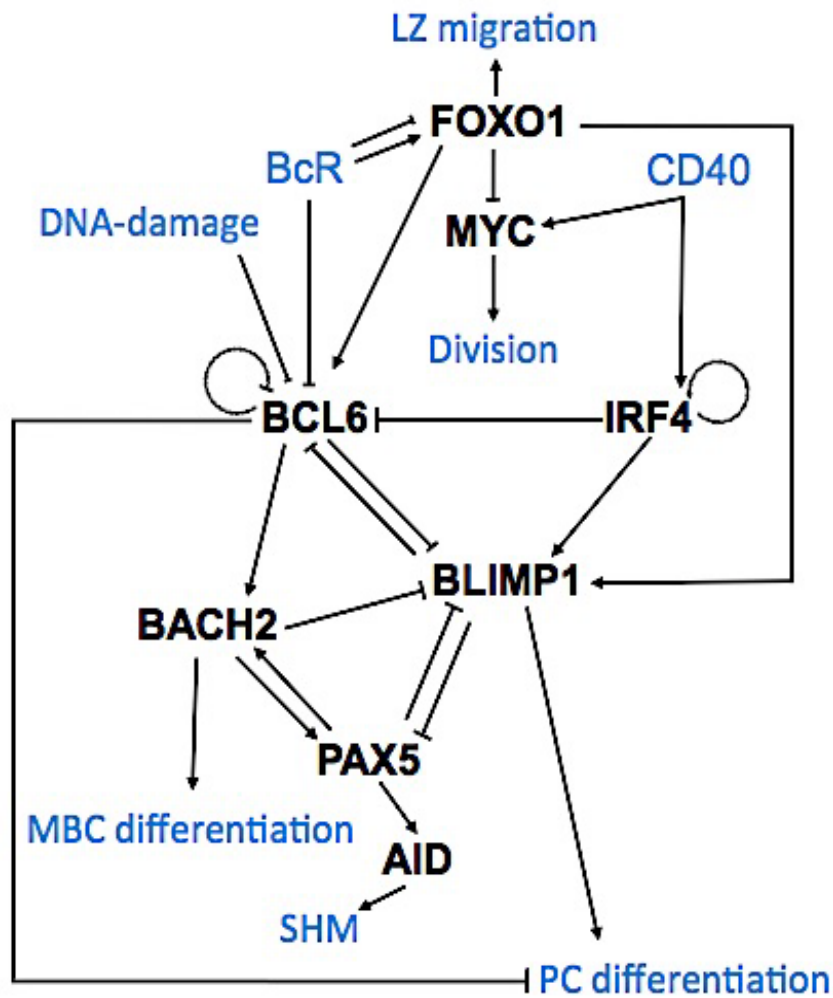 LZ migration
FOXO1
BcR
CD40
DNA-damage
MYC
Division
BCL6
IRF4
BLIMP1
BACH2
PAX5
MBC differentiation
AID
SHM
PC differentiation